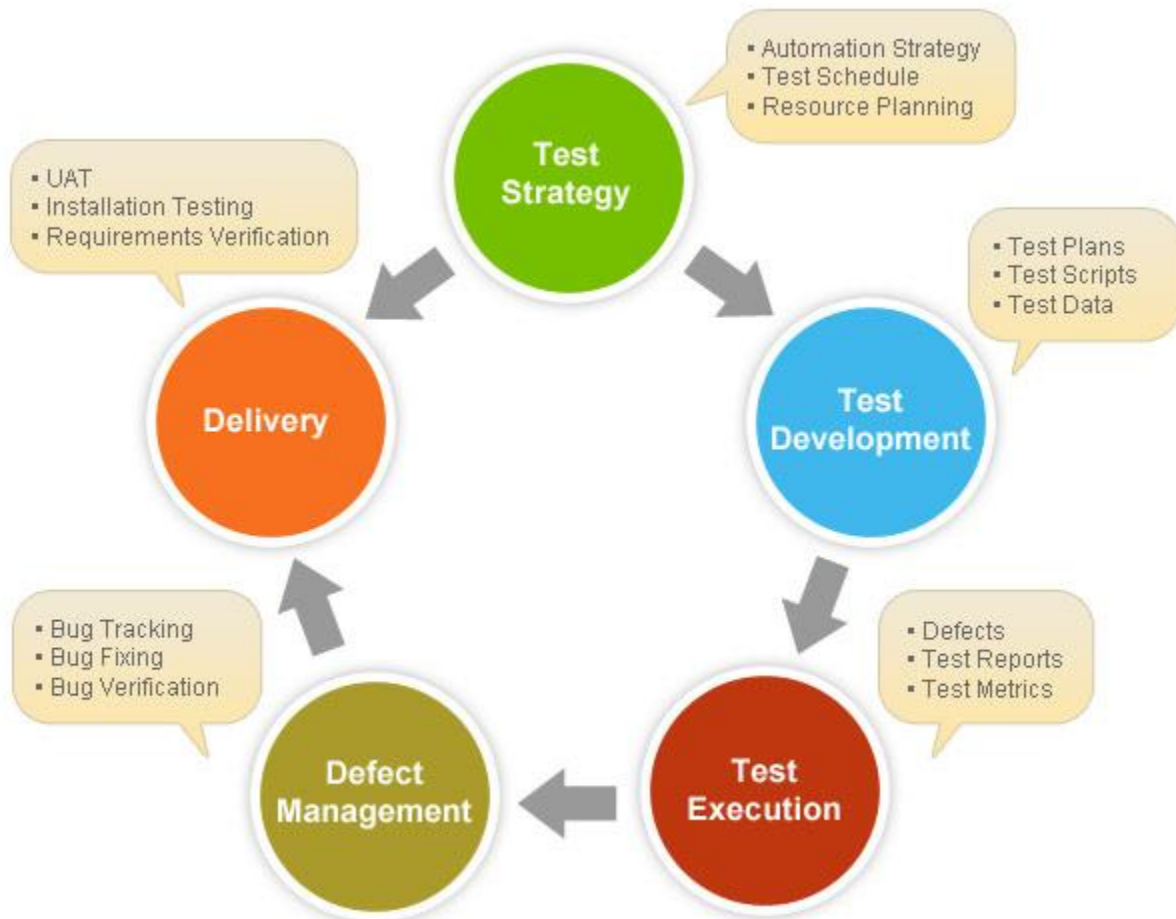 Test
Strategy
▪ Automation Strategy
▪ Test Schedule
▪ Resource Planning
Test
Development
▪ Test Plans
▪ Test Scripts
▪ Test Data
Test
Execution
▪ Defects
▪ Test Reports
▪ Test Metrics
Defect
Management
▪ Bug Tracking
▪ Bug Fixing
▪ Bug Verification
Delivery
▪ UAT
▪ Installation Testing
▪ Requirements Verification